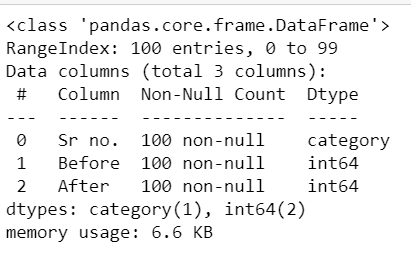 <class 'pandas.core.frame.DataFrame'>
RangeIndex: 100 entries, 0 to 99
Data columns (total 3 columns):
 #   Column  Non-Null Count  Dtype
---  ------  --------------  -----
 0   Sr no.  100 non-null    category
 1   Before  100 non-null    int64
 2   After   100 non-null    int64
dtypes: category(1), int64(2)
memory usage: 6.6 KB